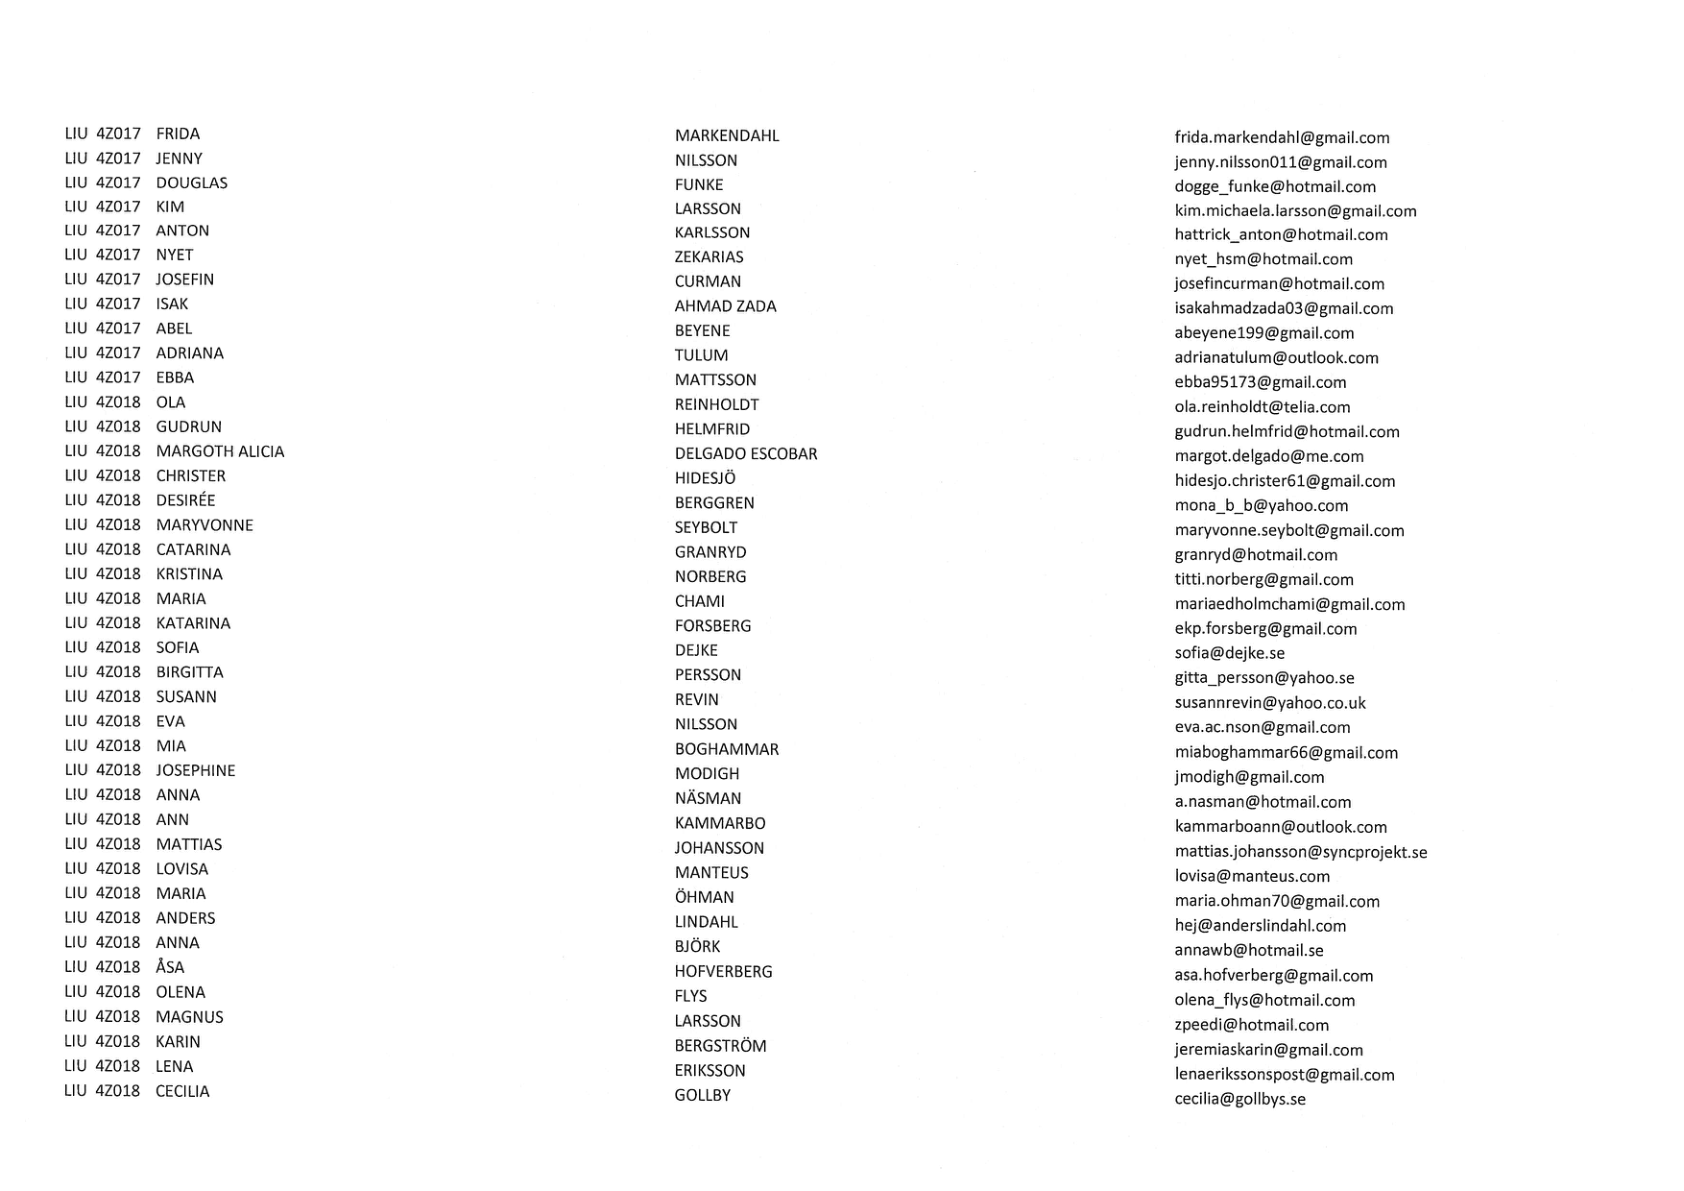 LIU 4Z017 FRIDA MARKENDAHL frida.markendahl@gmail.com
LIU 4Z017 JENNY NILSSON jenny.nilsson011@gmail.com
LIU 4Z017 DOUGLAS FUNKE dogge_funke@hotmail.com
LIU 4Z017 KIM LARSSON kim.michaela.larsson@gmail.com
LIU 4Z017 ANTON KARLSSON hattrick_anton@hotmail.com
LIU 4Z017 NYET ZEKARIAS nyet_hsm@hotmail.com
LIU 4Z017 JOSEFIN CURMAN josefincurman@hotmail.com
LIU 4Z017 ISAK AHMAD ZADA isakahmadzada03@gmail.com
LIU 4Z017 ABEL BEYENE abeyene199@gmail.com
LIU 4Z017 ADRIANA TULUM adrianatulum@outlook.com
LIU 4Z017 EBBA MATTSSON ebba95173@gmail.com
LIU 4Z018 OLA REINHOLDT ola.reinholdt@telia.com
LIU 4Z018 GUDRUN HELMFRID gudrun.helmfrid@hotmail.com
LIU 4Z018 MARGOTH ALICIA DELGADO ESCOBAR margot.delgado@me.com
LIU 4Z018 CHRISTER HIDESJÖ hidesjo.christer61@gmail.com
LIU 4Z018 DESIRÉE BERGGREN mona_b_b@yahoo.com
LIU 4Z018 MARYVONNE SEYBOLT maryvonne.seybolt@gmail.com
LIU 4Z018 CATARINA GRANRYD granryd@hotmail.com
LIU 4Z018 KRISTINA NORBERG titti.norberg@gmail.com
LIU 4Z018 MARIA CHAMI mariaedholmchami@gmail.com
LIU 4Z018 KATARINA FORSBERG ekp.forsberg@gmail.com
LIU 4Z018 SOFIA DEJKE sofia@dejke.se
LIU 4Z018 BIRGITTA PERSSON gitta_persson@yahoo.se
LIU 4Z018 SUSANN REVIN susannrevin@yahoo.co.uk
LIU 4Z018 EVA NILSSON eva.ac.nson@gmail.com
LIU 4Z018 MIA BOGHAMMAR miaboghammar66@gmail.com
LIU 4Z018 JOSEPHINE MODIGH jmodigh@gmail.com
LIU 4Z018 ANNA NÄSMAN a.nasman@hotmail.com
LIU 4Z018 ANN KAMMARBO kammarboann@outlook.com
LIU 4Z018 MATTIAS JOHANSSON mattias.johansson@syncprojekt.se
LIU 4Z018 LOVISA MANTEUS lovisa@manteus.com
LIU 4Z018 MARIA ÖHMAN maria.ohman70@gmail.com
LIU 4Z018 ANDERS LINDAHL hej@anderslindahl.com
LIU 4Z018 ANNA BJÖRK annawb@hotmail.se
LIU 4Z018 ÅSA HOFVERBERG asa.hofverberg@gmail.com
LIU 4Z018 OLENA FLYS olena_flys@hotmail.com
LIU 4Z018 MAGNUS LARSSON zpeedi@hotmail.com
LIU 4Z018 KARIN BERGSTRÖM jeremiaskarin@gmail.com
LIU 4Z018 LENA ERIKSSON lenaerikssonspost@gmail.com
LIU 4Z018 CECILIA GOLLBY cecilia@gollbys.se